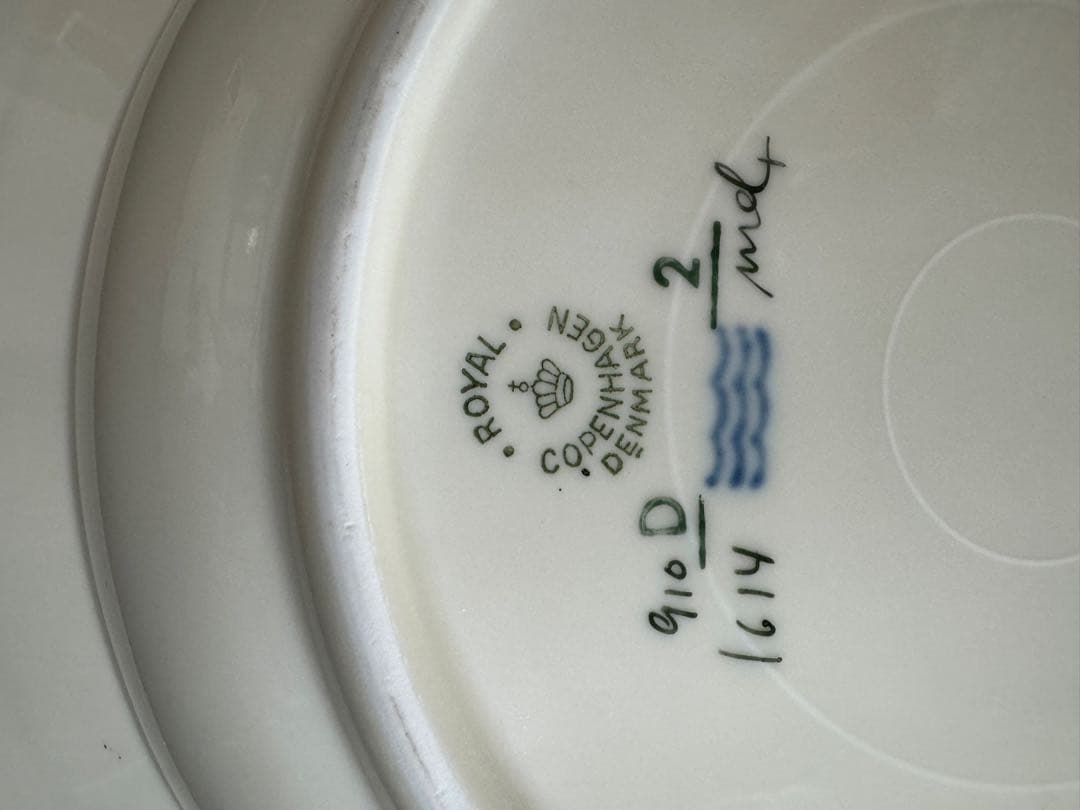 ROYAL
COPENHAGEN
DENMARK
910 D
1614
2